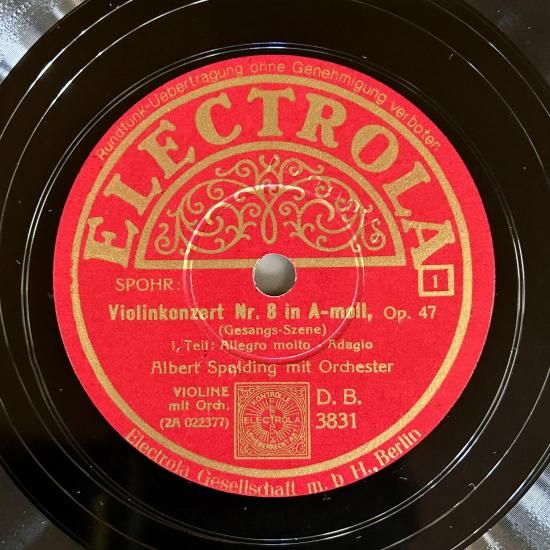 Rundfunk-Uebertragung ohne Genehmigung verboten
ELECTROLA
1
SPOHR:
Violinkonzert Nr. 8 in A-moll, Op. 47
(Gesangs-Szene)
1. Teil: Allegro molto - Adagio
Albert Spalding mit Orchester
VIOLINE
mit Orch.
(2A 022377)
KONTROLLE
ELECTROLA
D. B.
3831
Electrola Gesellschaft m. b. H., Berlin